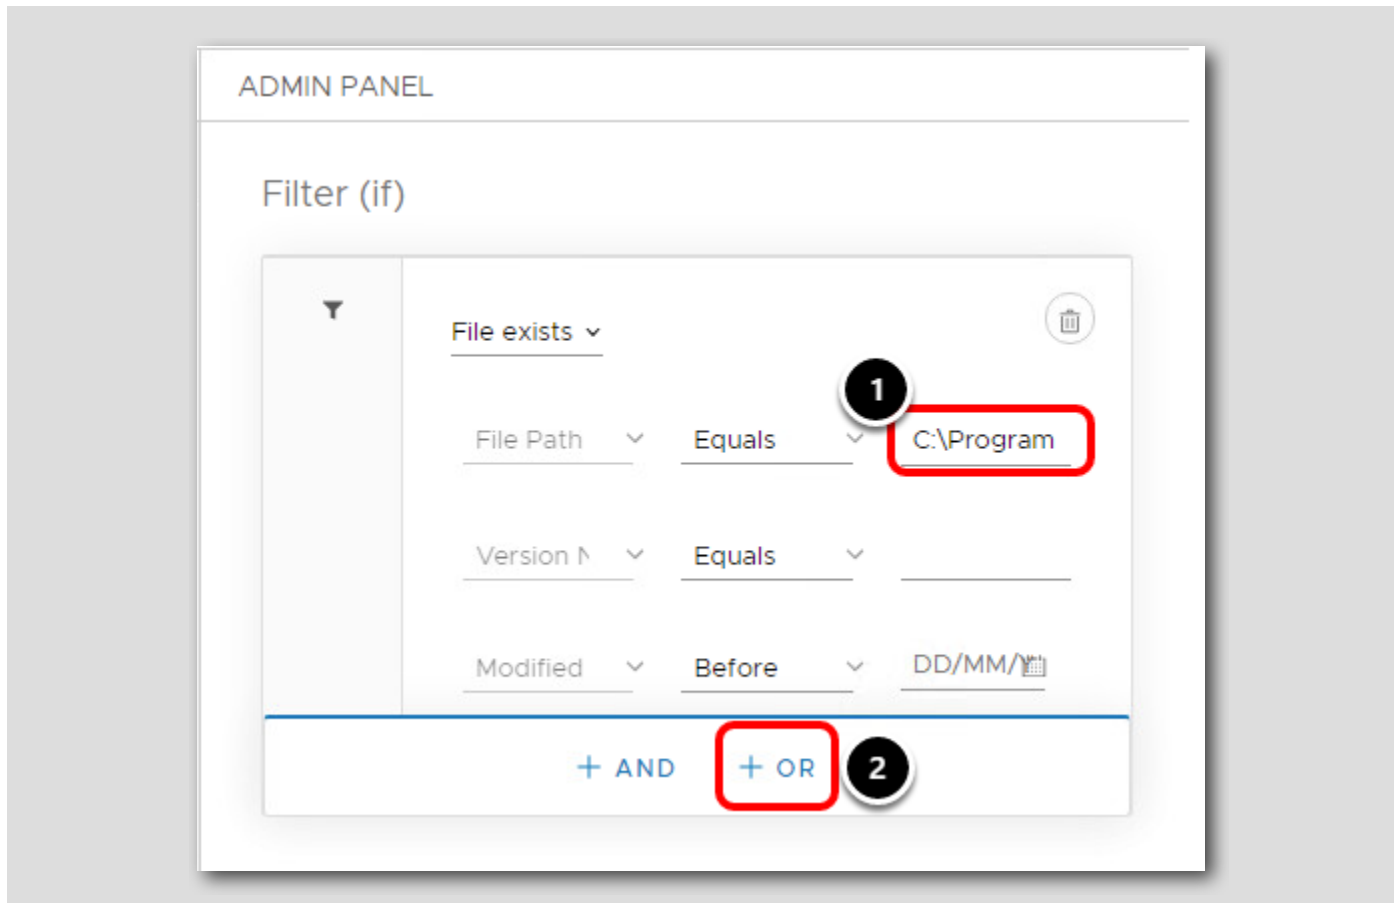 ADMIN PANEL
Filter (if)
File exists
1
File Path Equals C:\Program
Version N Equals
Modified Before DD/MM/Y
+ AND + OR 2